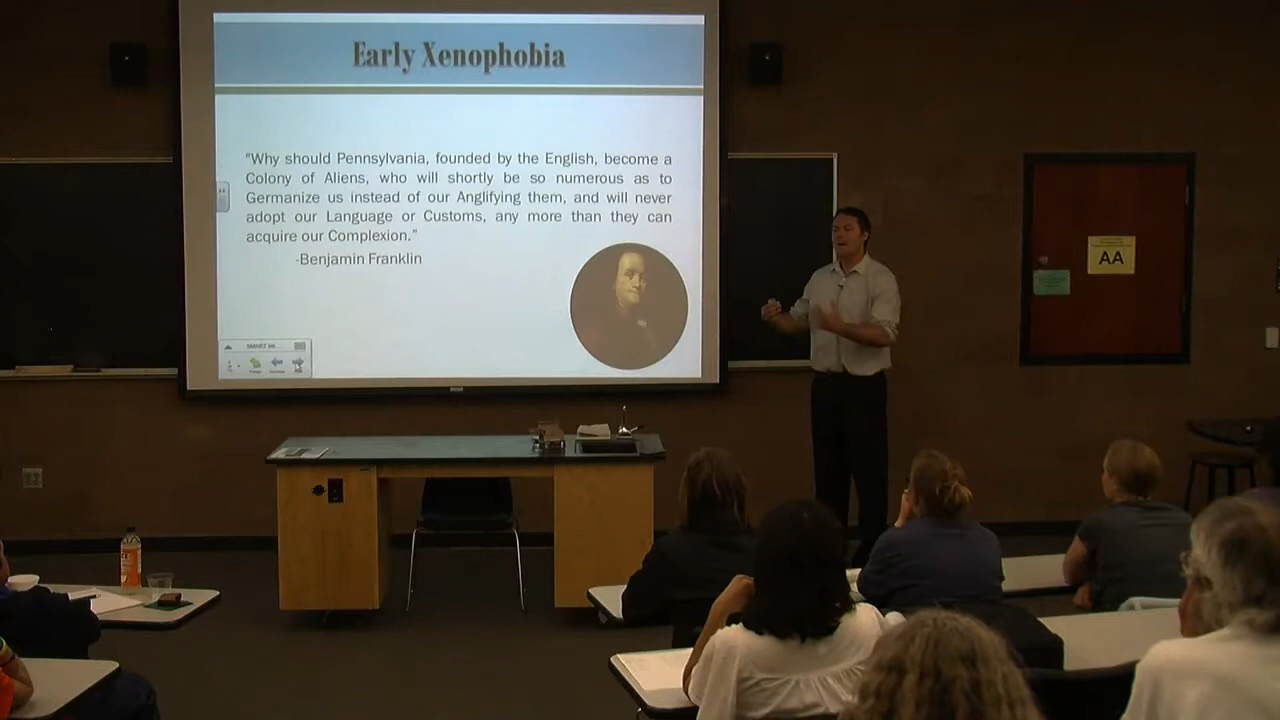 Early Xenophobia
"Why should Pennsylvania, founded by the English, become a
Colony of Aliens, who will shortly be so numerous as to
Germanize us instead of our Anglifying them, and will never
adopt our Language or Customs, any more than they can
acquire our Complexion."
-Benjamin Franklin
AA